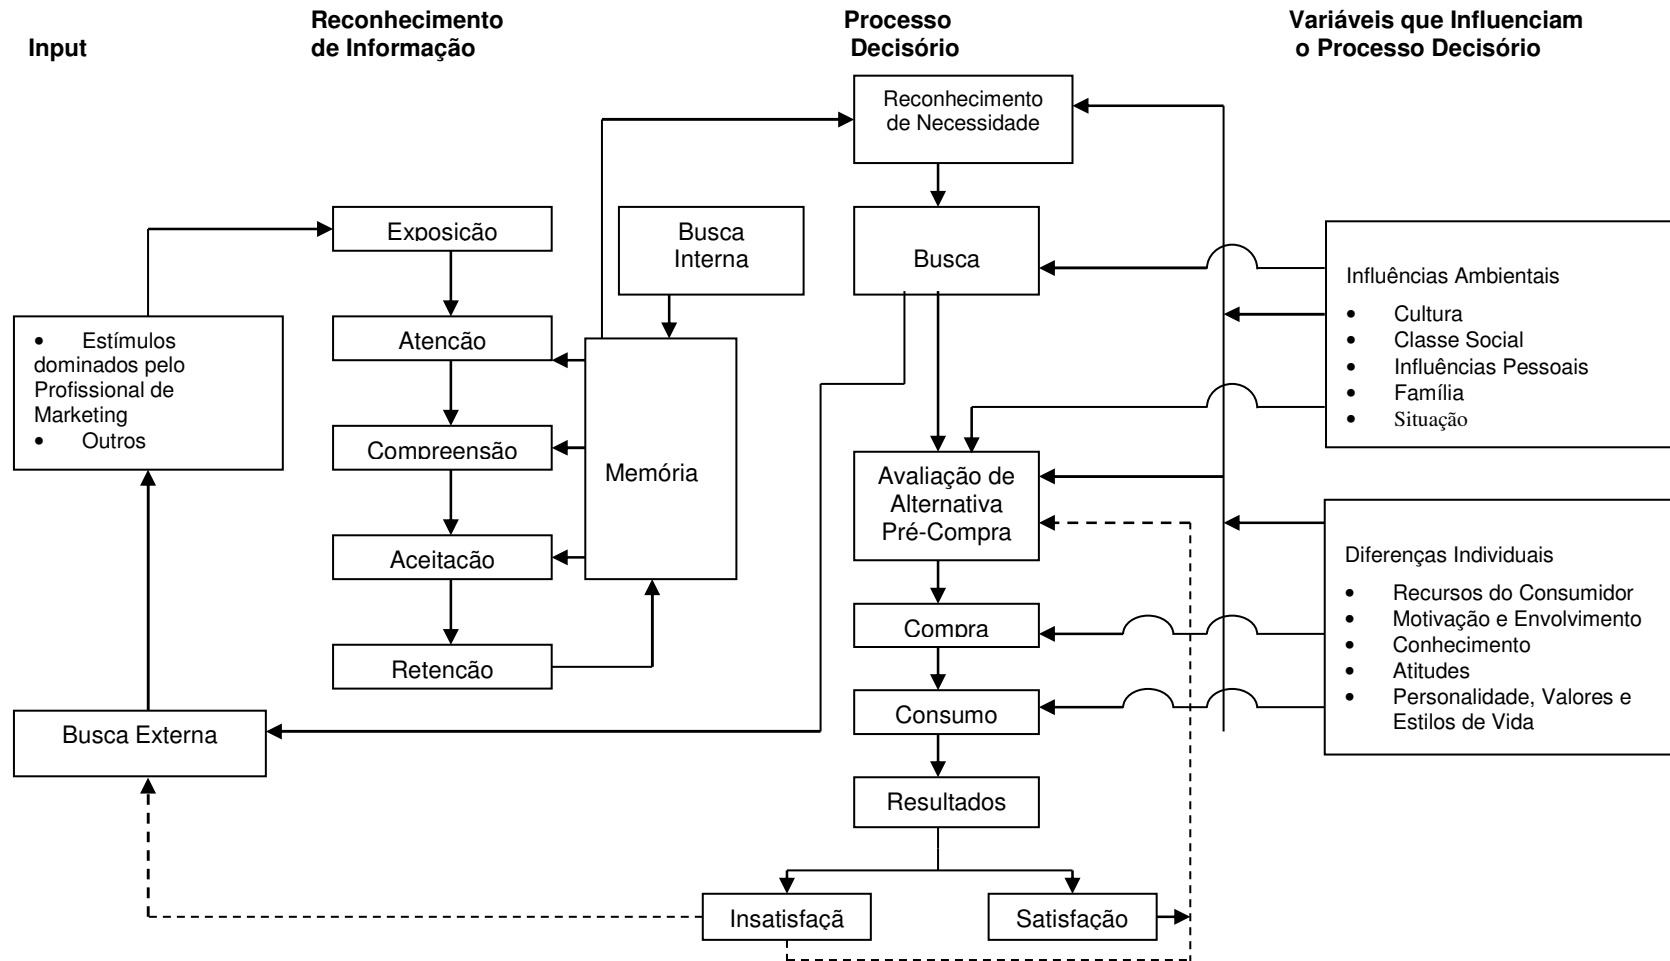 Input
Reconhecimento
de Informação
Processo
Decisório
Variáveis que Influenciam
o Processo Decisório
Reconhecimento
de Necessidade
Exposição
Busca
Interna
Busca
Influências Ambientais
• Cultura
• Classe Social
• Influências Pessoais
• Família
• Situação
• Estímulos
dominados pelo
Profissional de
Marketing
• Outros
Atenção
Compreensão
Memória
Avaliação de
Alternativa
Pré-Compra
Aceitação
Diferenças Individuais
• Recursos do Consumidor
• Motivação e Envolvimento
• Conhecimento
• Atitudes
• Personalidade, Valores e
Estilos de Vida
Compra
Retenção
Consumo
Busca Externa
Resultados
Insatisfaçã
Satisfação